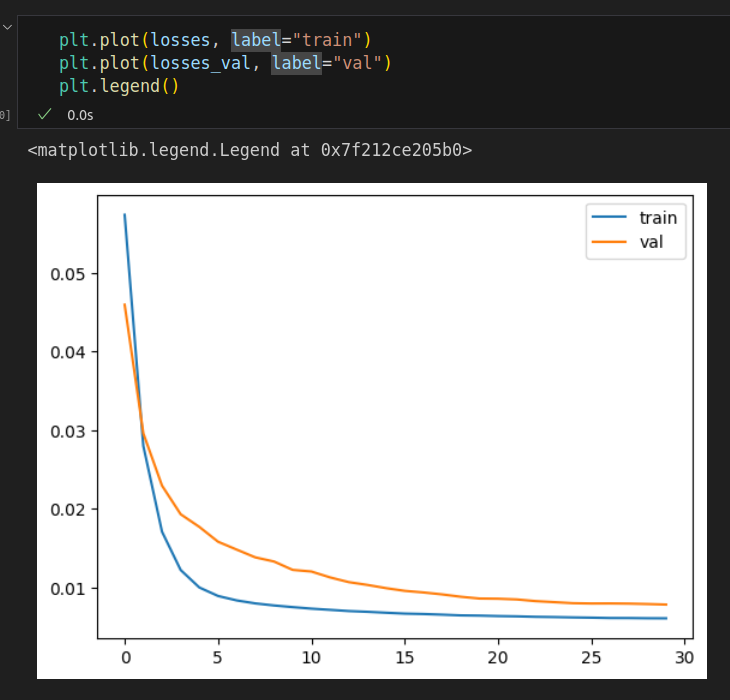 plt.plot(losses, label="train")
plt.plot(losses_val, label="val")
plt.legend()
0]
0.0s
<matplotlib.legend.Legend at 0x7f212ce205b0>
train
val
0.05
0.04
0.03
0.02
0.01
0 5 10 15 20 25 30